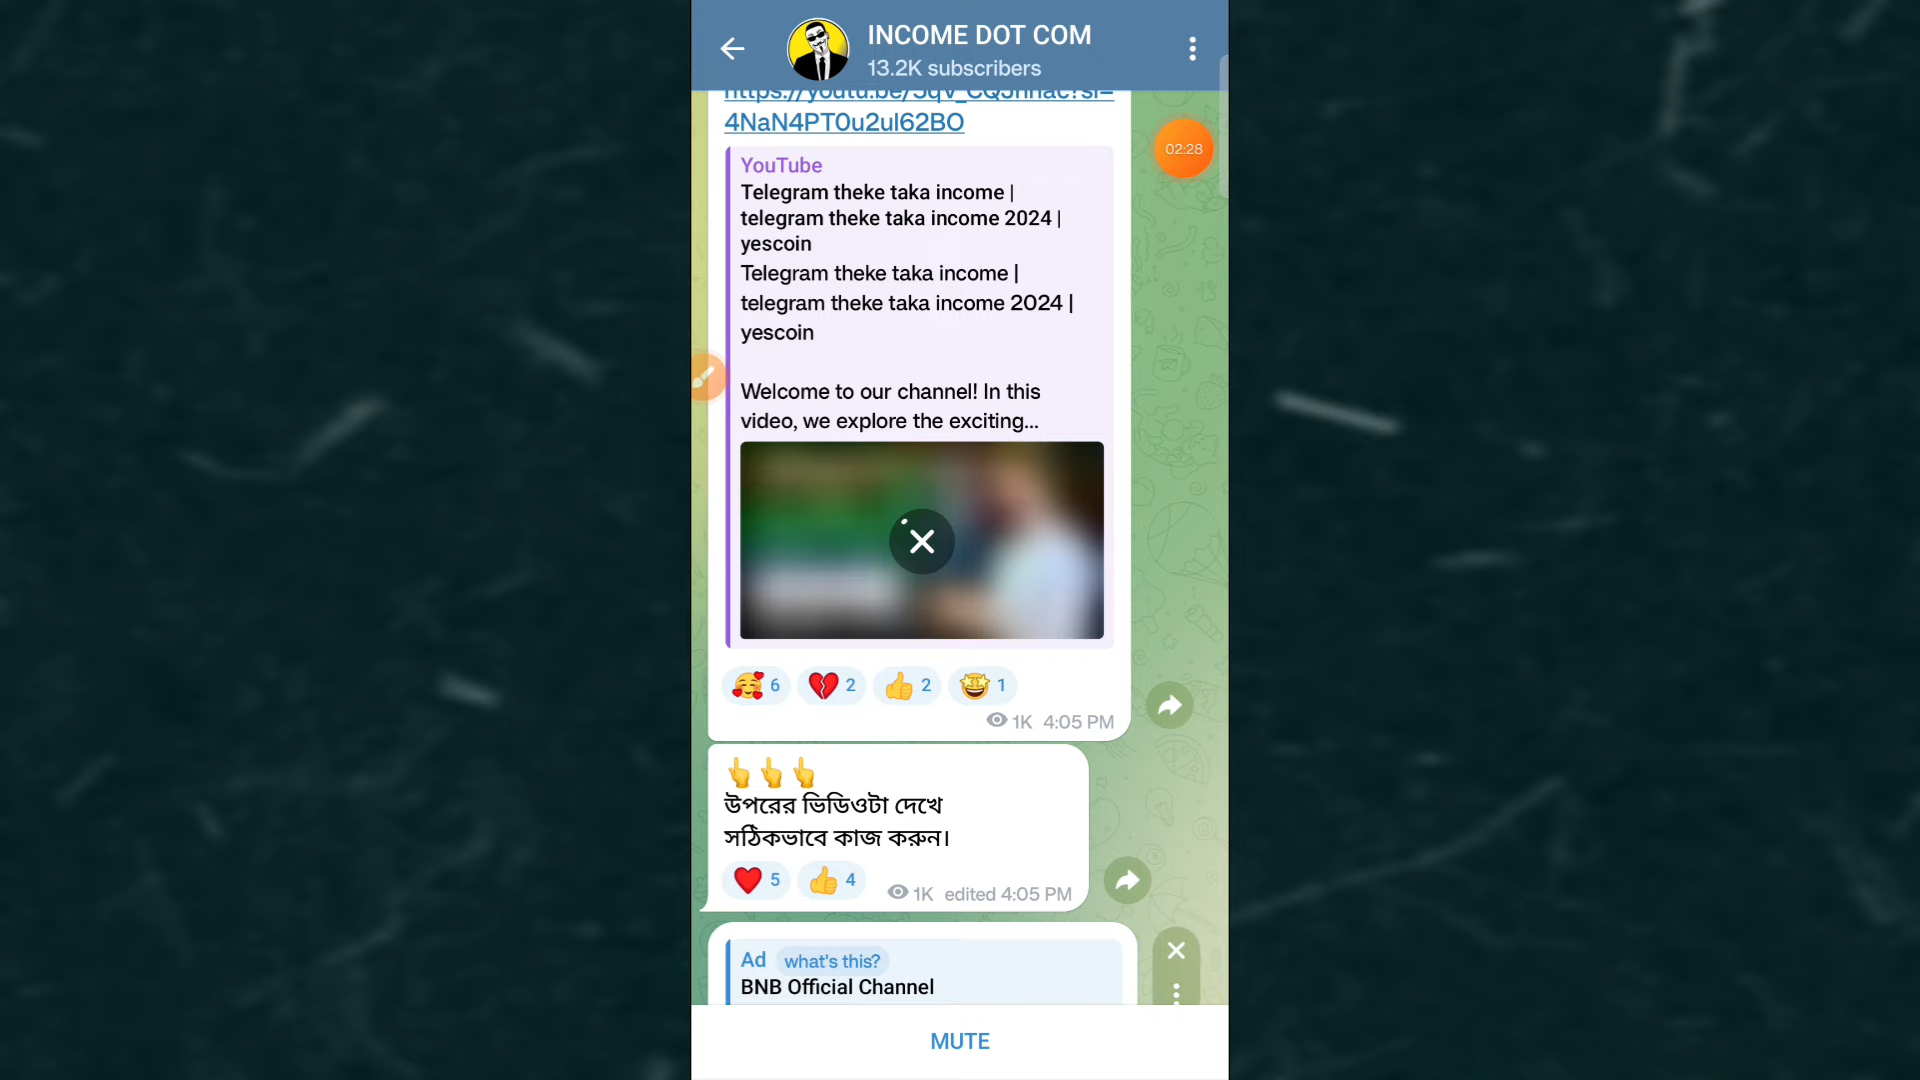 INCOME DOT COM
13.2K subscribers
4NaN4PT0u2ul62BO
02:28
YouTube
Telegram theke taka income |
telegram theke taka income 2024 |
yescoin
Telegram theke taka income |
telegram theke taka income 2024 |
yescoin
Welcome to our channel! In this
video, we explore the exciting...
6 2 2 1
1K 4:05 PM
উপরের ভিডিওটা দেখে
সঠিকভাবে কাজ করুন।
5 4
1K edited 4:05 PM
Ad what's this?
BNB Official Channel
MUTE